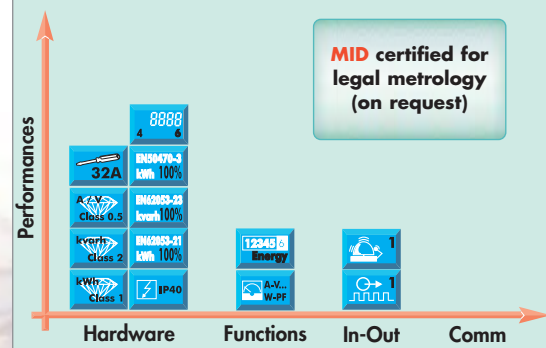 MID certified for
legal metrology
(on request)
Performances
8888
4 6
32A
EN50470-3
kWh 100%
A / V
Class 0.5
EN62053-23
kvarh 100%
kvarh
Class 2
EN62053-21
kWh 100%
kWh
Class 1
IP40
12345 6
Energy
A-V...
W-PF
1
1
Hardware
Functions
In-Out
Comm